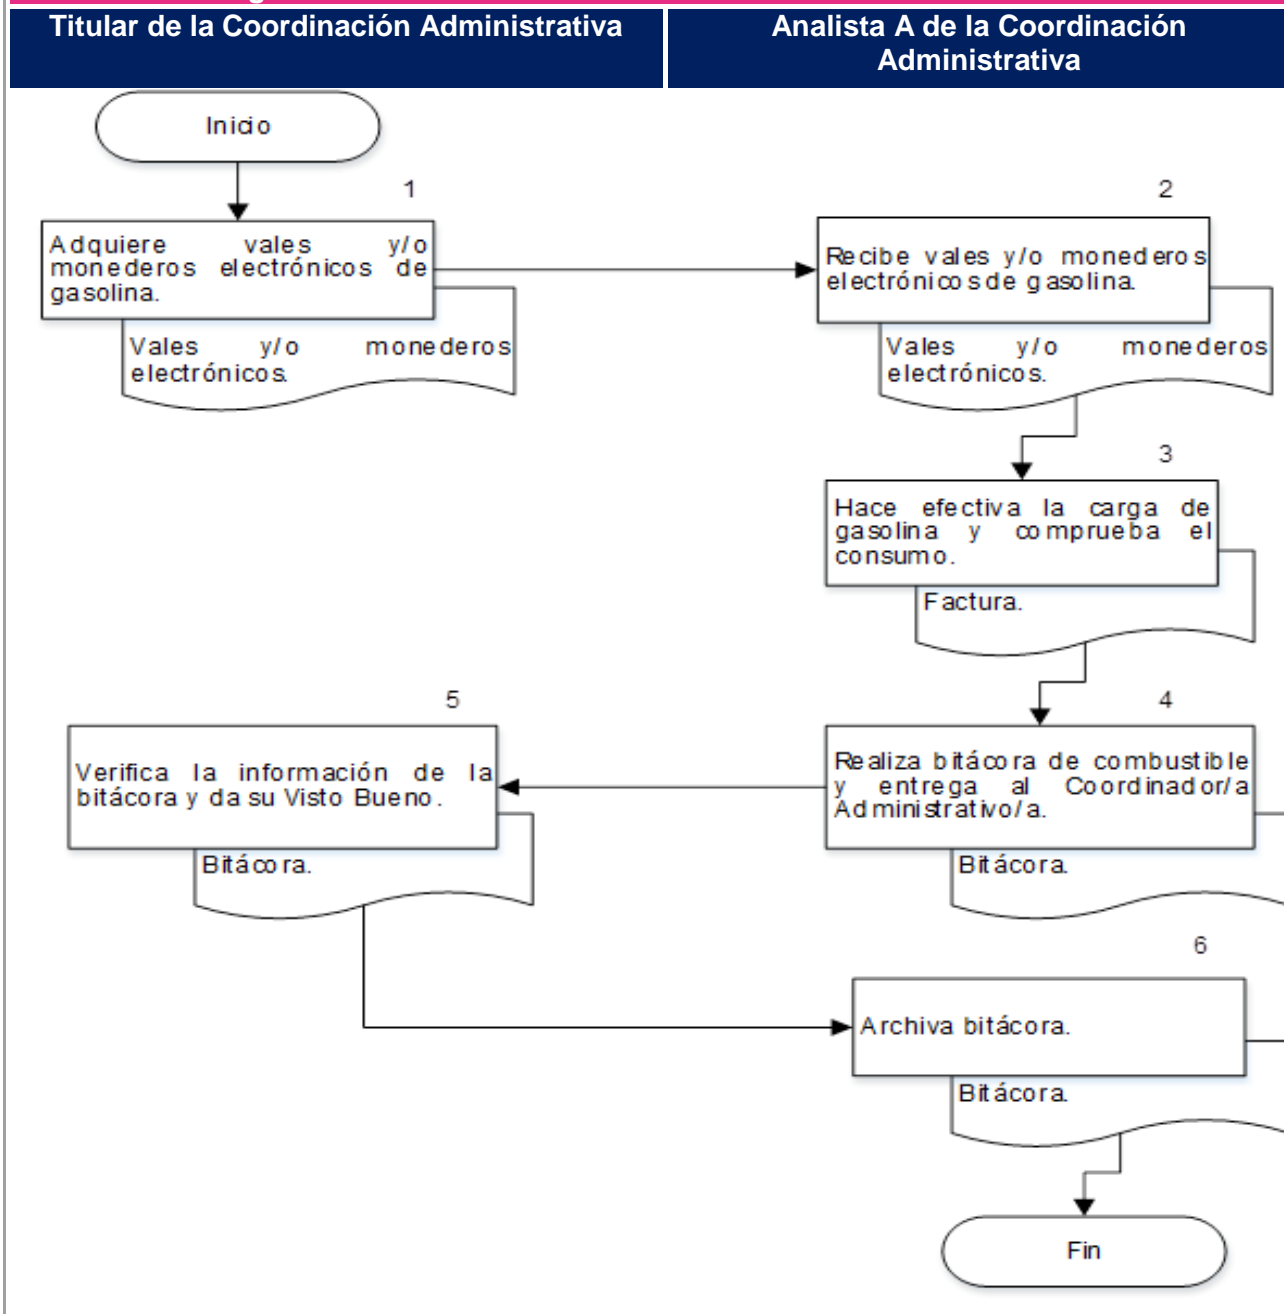 Titular de la Coordinación Administrativa
Analista A de la Coordinación
Administrativa
Inicio
1
Adquiere vales y/o
monederos electrónicos de
gasolina.
Vales y/o monederos
electrónicos.
2
Recibe vales y/o monederos
electrónicos de gasolina.
Vales y/o monederos
electrónicos.
3
Hace efectiva la carga de
gasolina y comprueba el
consumo.
Factura.
4
Realiza bitácora de combustible
y entrega al Coordinador/a
Administrativo/a.
Bitácora.
5
Verifica la información de la
bitácora y da su Visto Bueno.
Bitácora.
6
Archiva bitácora.
Bitácora.
Fin